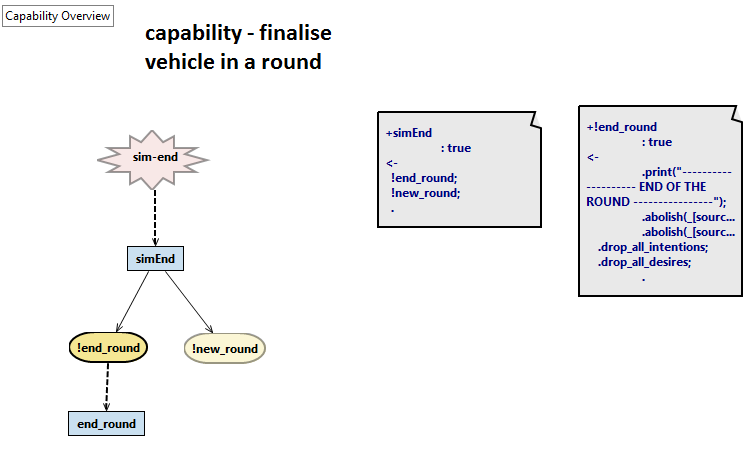 Capability Overview
capability - finalise
vehicle in a round
sim-end
simEnd
!end_round
!new_round
end_round
+simEnd
: true
<-
!end_round;
!new_round;
.
+!end_round
: true
<-
.print("-----------
----------- END OF THE
ROUND ----------------");
.abolish(_[sourc...
.abolish(_[sourc...
.drop_all_intentions;
.drop_all_desires;
.